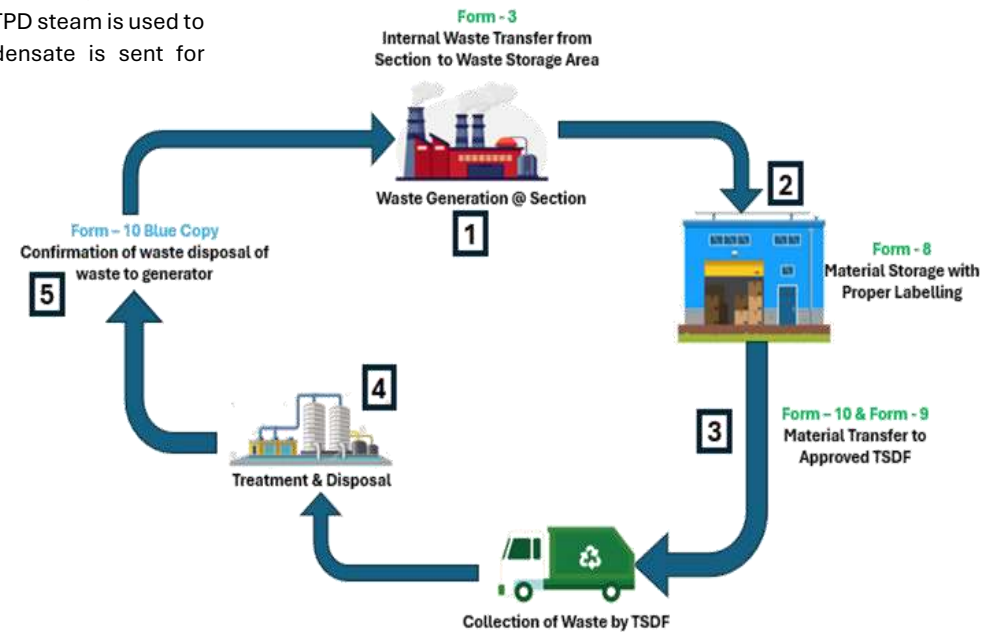 TPD steam is used to
densate is sent for
Form - 3
Internal Waste Transfer from
Section to Waste Storage Area
Waste Generation @ Section
1
2
Form - 8
Material Storage with
Proper Labelling
Form – 10 & Form - 9
Material Transfer to
Approved TSDF
3
Collection of Waste by TSDF
4
Treatment & Disposal
Form – 10 Blue Copy
Confirmation of waste disposal of
waste to generator
5